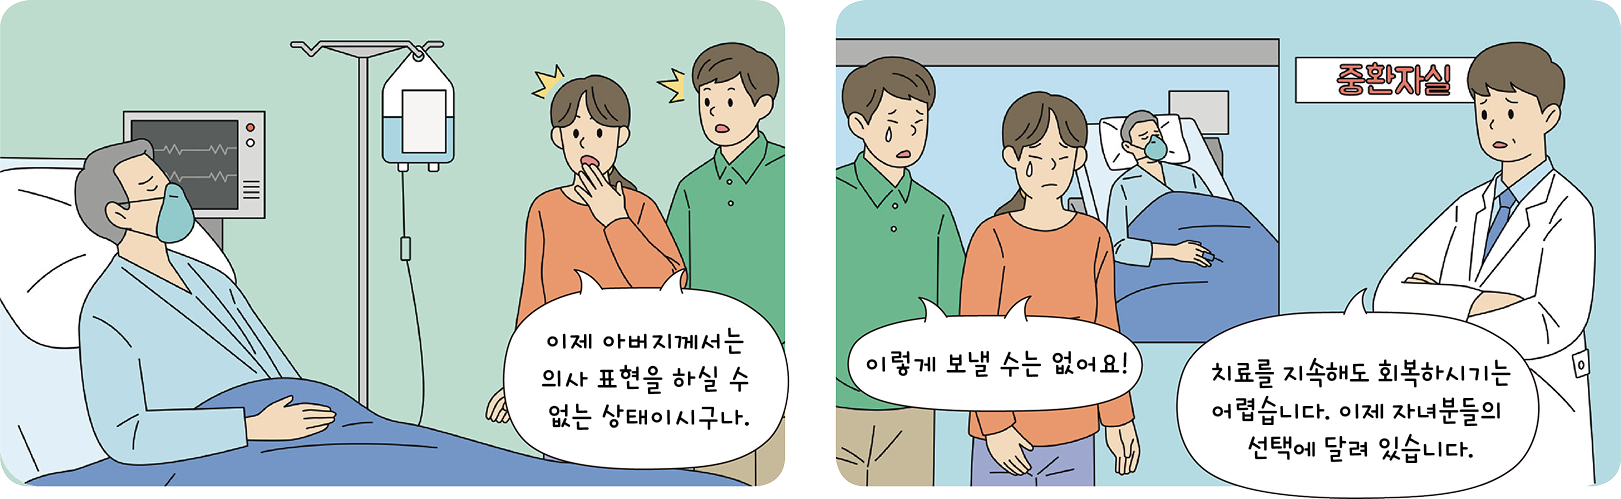 이제 아버지께서는
의사 표현을 하실 수
없는 상태이시구나.
중환자실
이렇게 보낼 수는 없어요!
치료를 지속해도 회복하시기는
어렵습니다. 이제 자녀분들의
선택에 달려 있습니다.